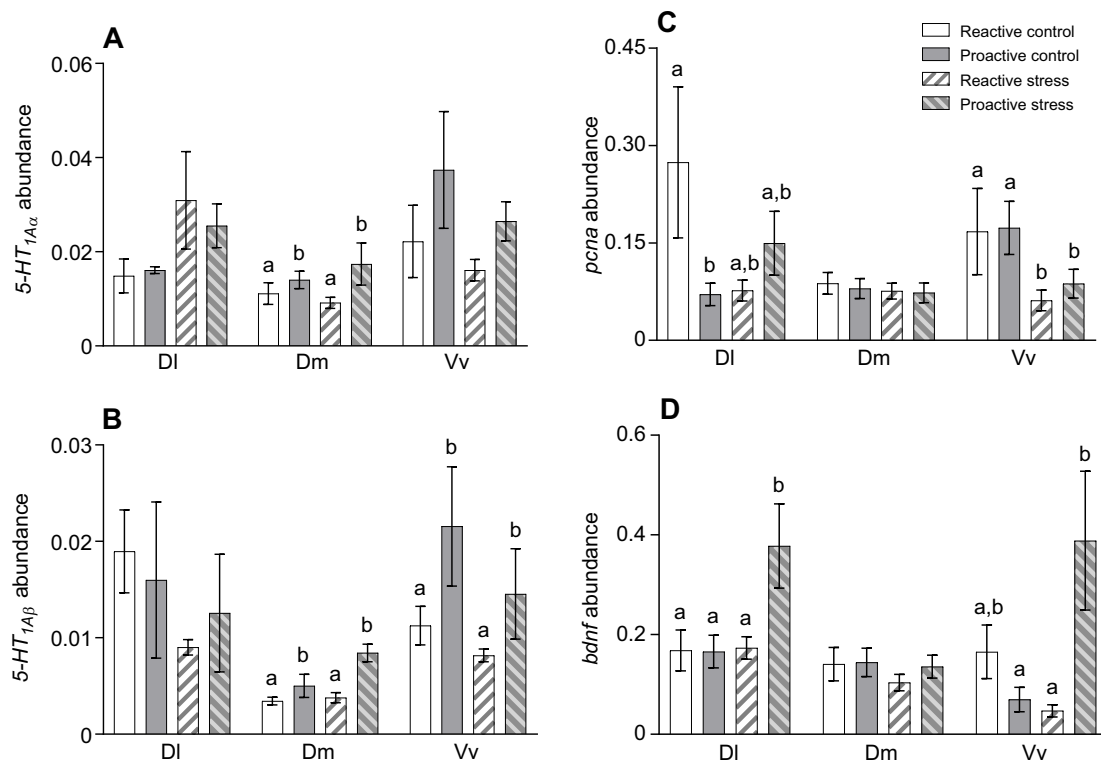 A
0.06
0.04
0.02
0
5-HT1Aα abundance
a
b
a
b
Dl
Dm
Vv
C
Reactive control
Proactive control
Reactive stress
Proactive stress
0.45
0.30
0.15
0
pcna abundance
a
b
a,b
a,b
a
a
b
b
Dl
Dm
Vv
B
0.03
0.02
0.01
0
5-HT1Aβ abundance
a
b
a
b
a
b
a
b
Dl
Dm
Vv
D
0.6
0.4
0.2
0
bdnf abundance
a
a
a
b
a,b
a
a
b
Dl
Dm
Vv